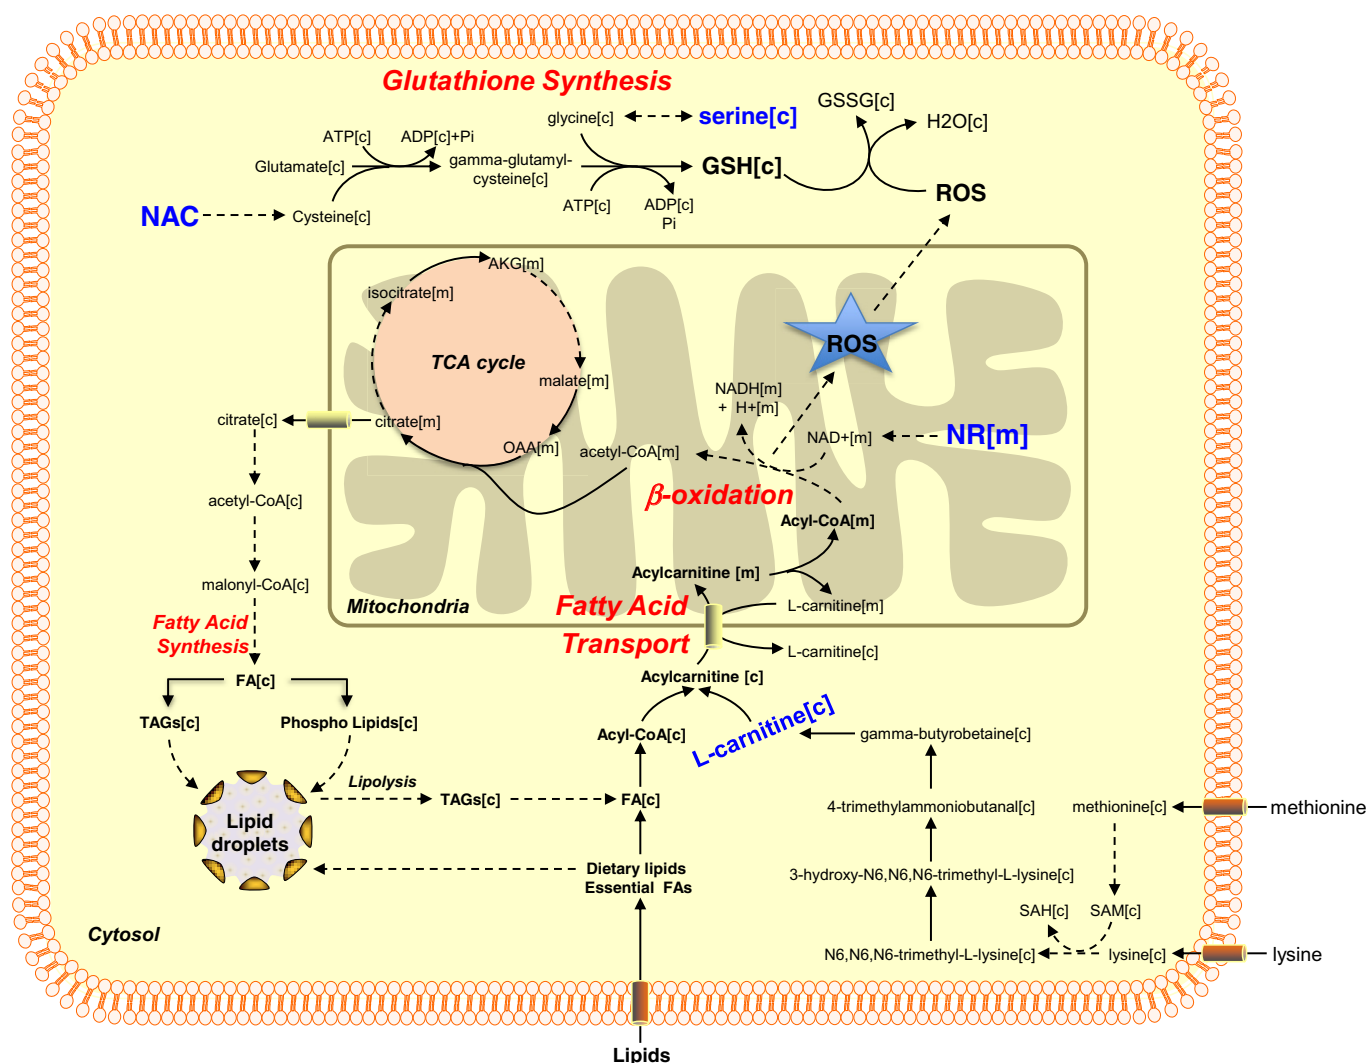 Glutathione Synthesis
ATP[c]
ADP[c]+Pi
glycine[c]
serine[c]
GSSG[c]
H2O[c]
Glutamate[c]
gamma-glutamyl-
cysteine[c]
GSH[c]
ROS
ATP[c]
ADP[c]
Pi
NAC
Cysteine[c]
AKG[m]
isocitrate[m]
TCA cycle
malate[m]
OAA[m]
citrate[m]
citrate[c]
ROS
NADH[m]
+ H+[m]
NAD+[m]
NR[m]
acetyl-CoA[m]
β-oxidation
Acyl-CoA[m]
acetyl-CoA[c]
malonyl-CoA[c]
Acylcarnitine [m]
L-carnitine[m]
Mitochondria
Fatty Acid
Transport
L-carnitine[c]
Fatty Acid
Synthesis
FA[c]
TAGs[c]
Phospho Lipids[c]
Acylcarnitine [c]
Acyl-CoA[c]
L-carnitine[c]
gamma-butyrobetaine[c]
Lipolysis
TAGs[c]
FA[c]
4-trimethylammoniobutanal[c]
methionine[c]
methionine
Lipid
droplets
Dietary lipids
Essential FAs
3-hydroxy-N6,N6,N6-trimethyl-L-lysine[c]
SAH[c]
SAM[c]
Cytosol
N6,N6,N6-trimethyl-L-lysine[c]
lysine[c]
lysine
Lipids